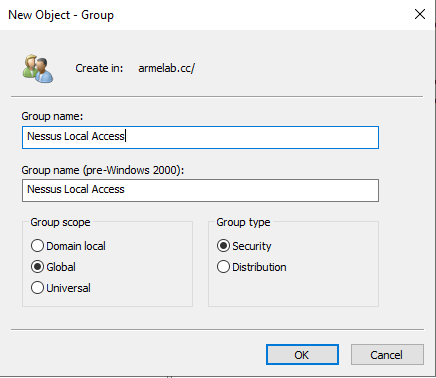 New Object - Group
Create in: armelab.cc/
Group name:
Nessus Local Access
Group name (pre-Windows 2000):
Nessus Local Access
Group scope
Domain local
Global
Universal
Group type
Security
Distribution
OK
Cancel